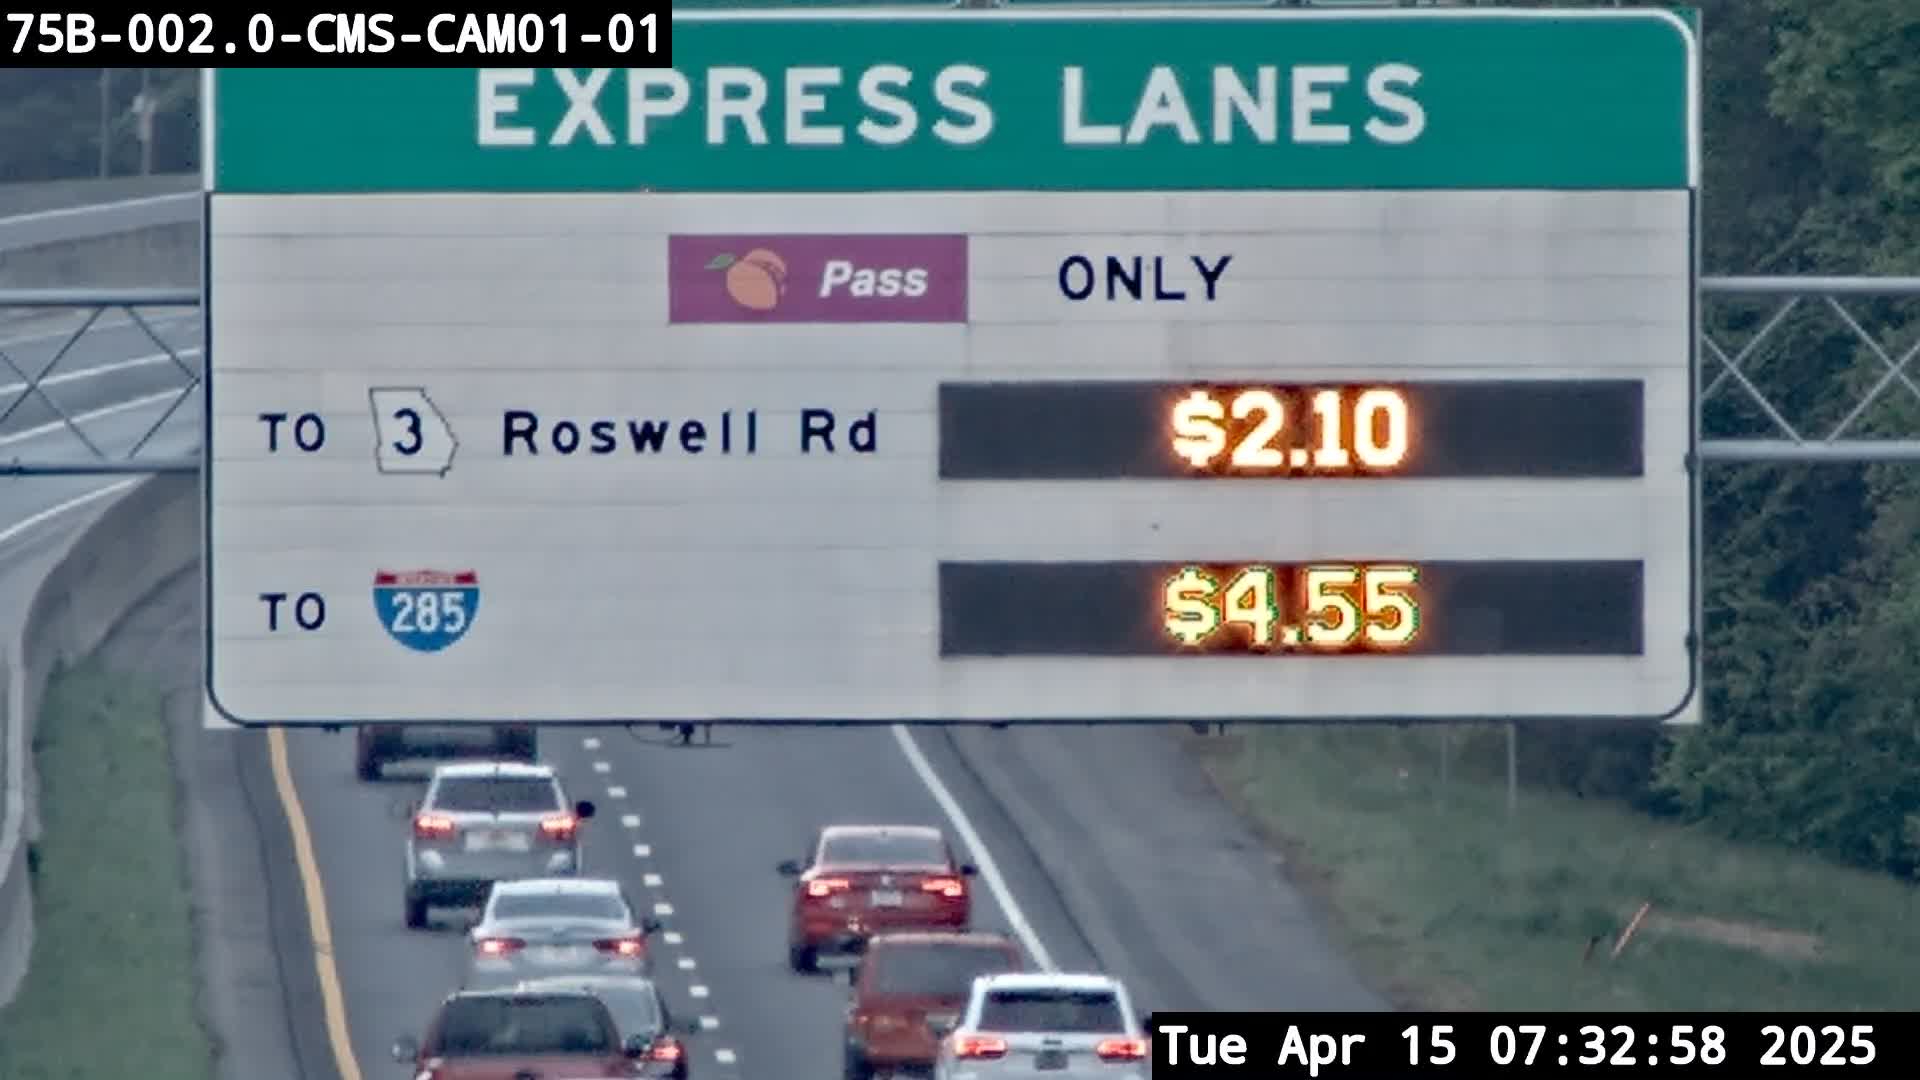 75B-002.0-CMS-CAM01-01
EXPRESS LANES
Pass ONLY
TO 3 Roswell Rd $2.10
TO 285 $4.55
Tue Apr 15 07:32:58 2025